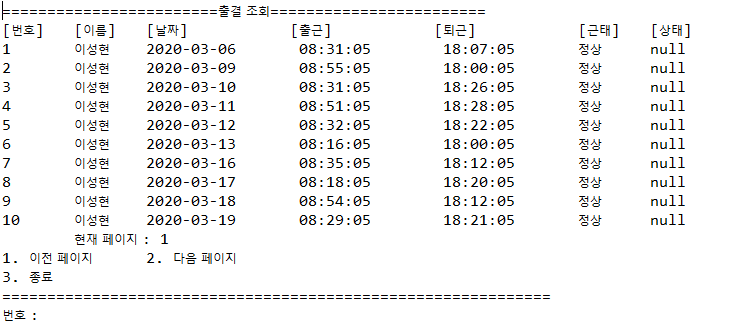 ========================출결 조회========================
[번호] [이름] [날짜] [출근] [퇴근] [근태] [상태]
1 이성현 2020-03-06 08:31:05 18:07:05 정상 null
2 이성현 2020-03-09 08:55:05 18:00:05 정상 null
3 이성현 2020-03-10 08:31:05 18:26:05 정상 null
4 이성현 2020-03-11 08:51:05 18:28:05 정상 null
5 이성현 2020-03-12 08:32:05 18:22:05 정상 null
6 이성현 2020-03-13 08:16:05 18:00:05 정상 null
7 이성현 2020-03-16 08:35:05 18:12:05 정상 null
8 이성현 2020-03-17 08:18:05 18:20:05 정상 null
9 이성현 2020-03-18 08:54:05 18:12:05 정상 null
10 이성현 2020-03-19 08:29:05 18:21:05 정상 null
현재 페이지 : 1
1. 이전 페이지 2. 다음 페이지
3. 종료
=============================================================
번호 :